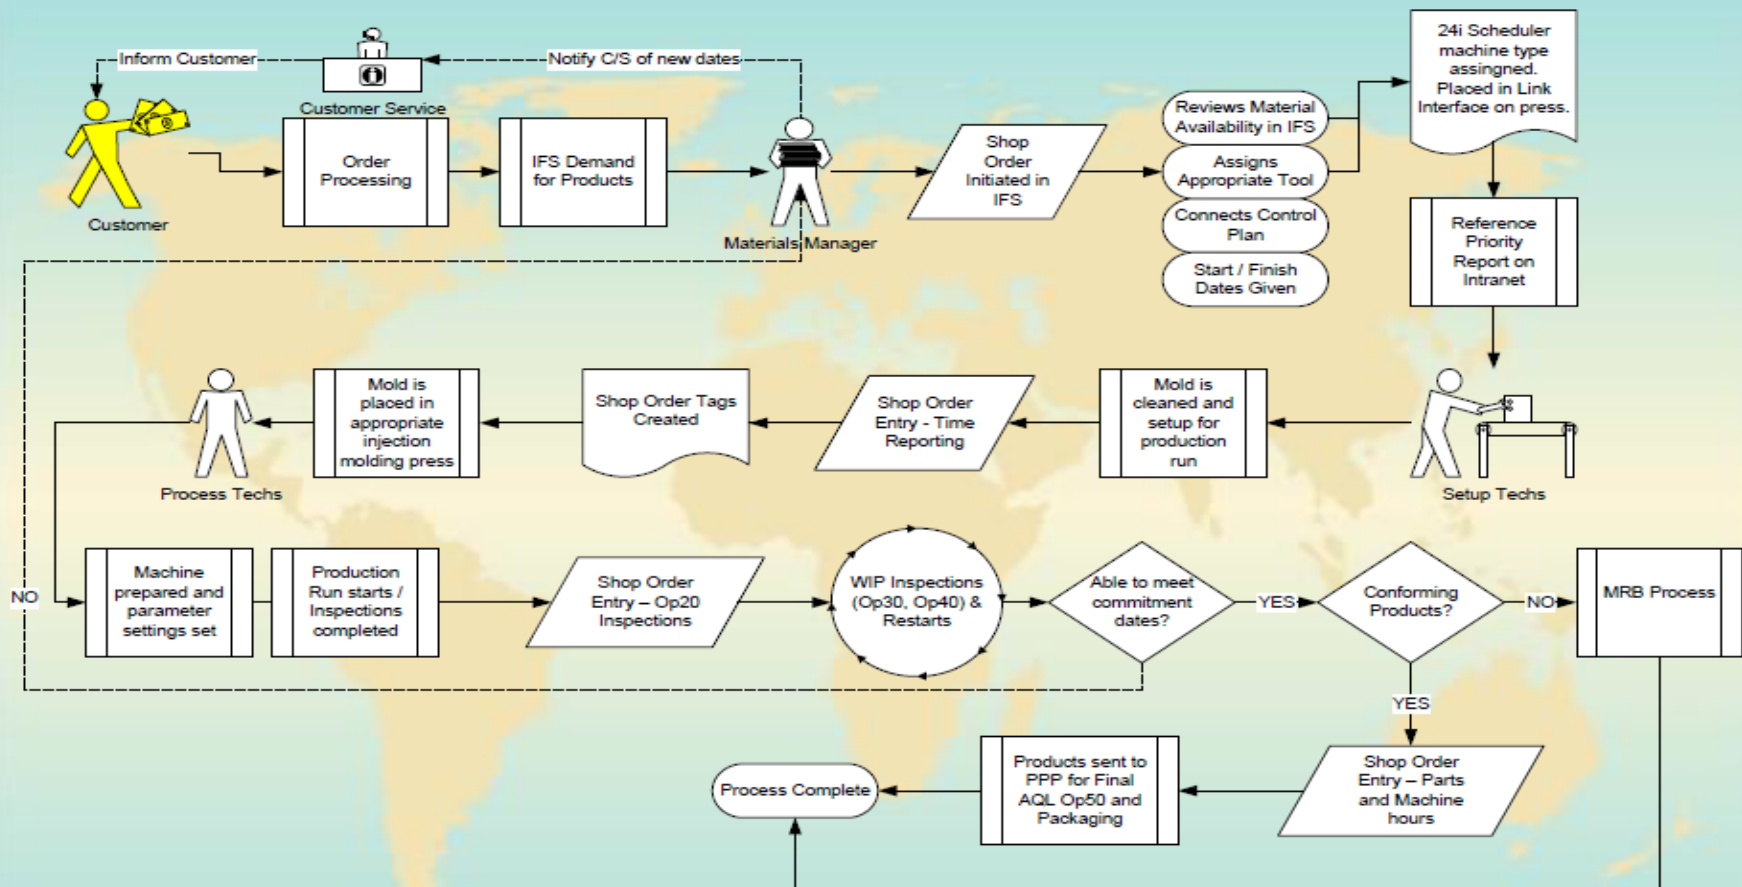 Inform Customer
Notify C/S of new dates
Customer Service
Customer
Order
Processing
IFS Demand
for Products
Materials Manager
Shop
Order
Initiated in
IFS
Reviews Material
Availability in IFS
Assigns
Appropriate Tool
Connects Control
Plan
Start / Finish
Dates Given
24i Scheduler
machine type
assingned.
Placed in Link
Interface on press.
Reference
Priority
Report on
Intranet
Setup Techs
Mold is
cleaned and
setup for
production
run
Shop Order
Entry - Time
Reporting
Shop Order Tags
Created
Mold is
placed in
appropriate
injection
molding press
Process Techs
Machine
prepared and
parameter
settings set
Production
Run starts /
Inspections
completed
Shop Order
Entry – Op20
Inspections
WIP Inspections
(Op30, Op40) &
Restarts
Able to meet
commitment
dates?
NO
YES
Conforming
Products?
NO
MRB Process
YES
Shop Order
Entry – Parts
and Machine
hours
Products sent to
PPP for Final
AQL Op50 and
Packaging
Process Complete